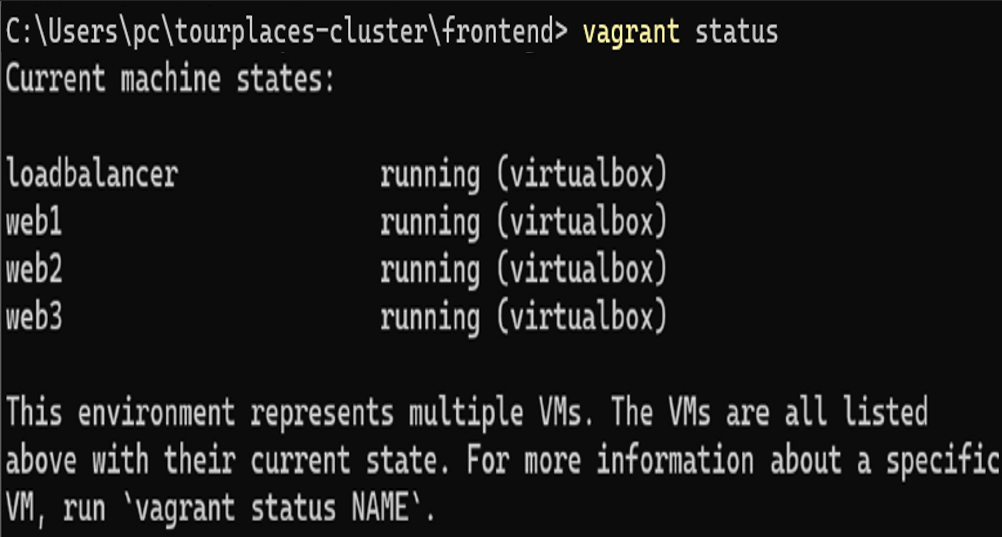 C:\Users\pc\tourplaces-cluster\frontend> vagrant status
Current machine states:
loadbalancer running (virtualbox)
web1 running (virtualbox)
web2 running (virtualbox)
web3 running (virtualbox)
This environment represents multiple VMs. The VMs are all listed
above with their current state. For more information about a specific
VM, run `vagrant status NAME`.